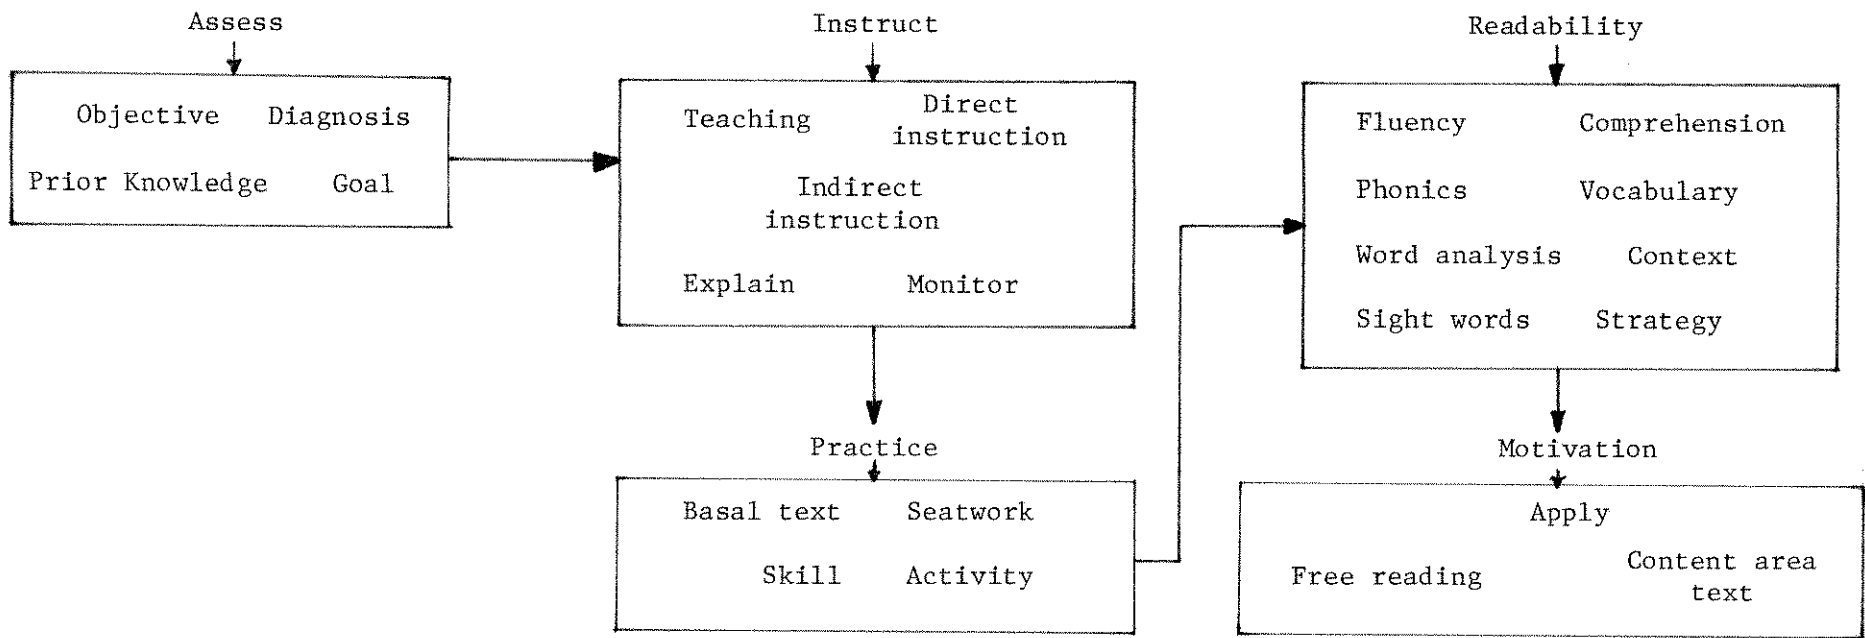 Assess
Objective Diagnosis
Prior Knowledge Goal
Instruct
Teaching Direct
instruction
Indirect
instruction
Explain Monitor
Practice
Basal text Seatwork
Skill Activity
Readability
Fluency Comprehension
Phonics Vocabulary
Word analysis Context
Sight words Strategy
Motivation
Apply
Free reading Content area
text